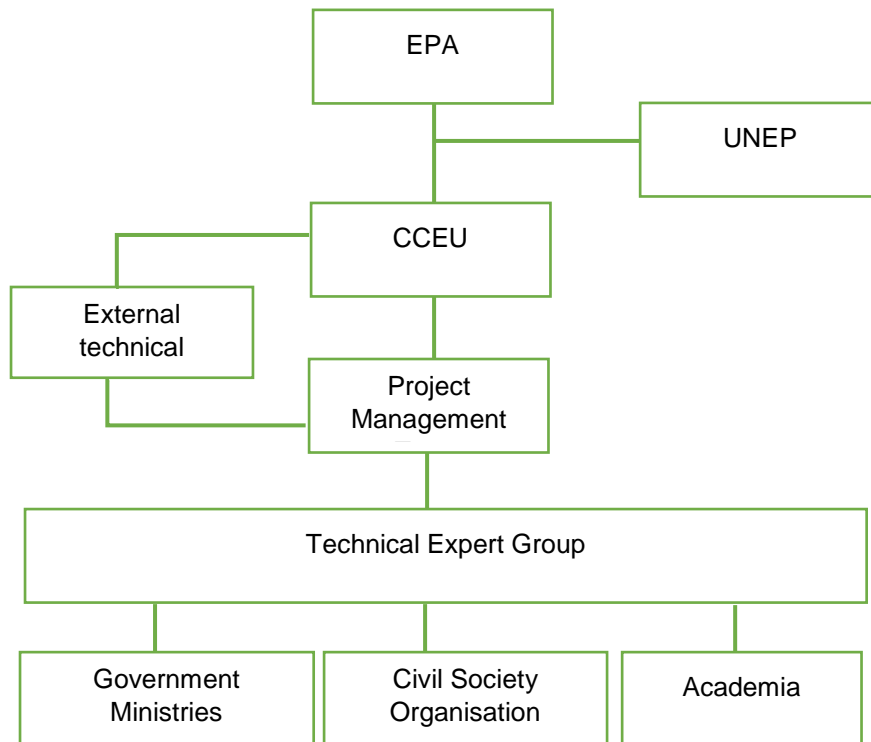 EPA
UNEP
CCEU
External
technical
Project
Management
Technical Expert Group
Government
Ministries
Civil Society
Organisation
Academia